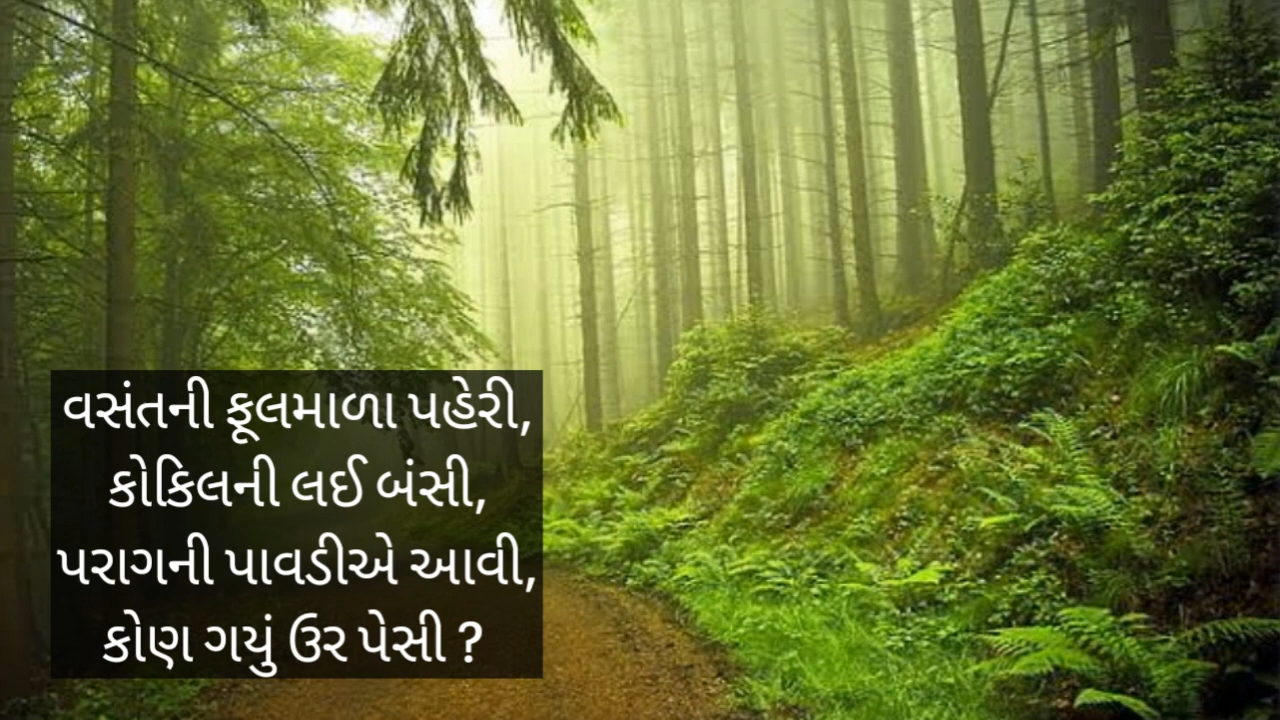 વસંતની ફૂલમાળા પહેરી,
કોકિલની લઈ બંસી,
પરાગની પાવડીએ આવી,
કોણ ગયું ઉર પેસી ?